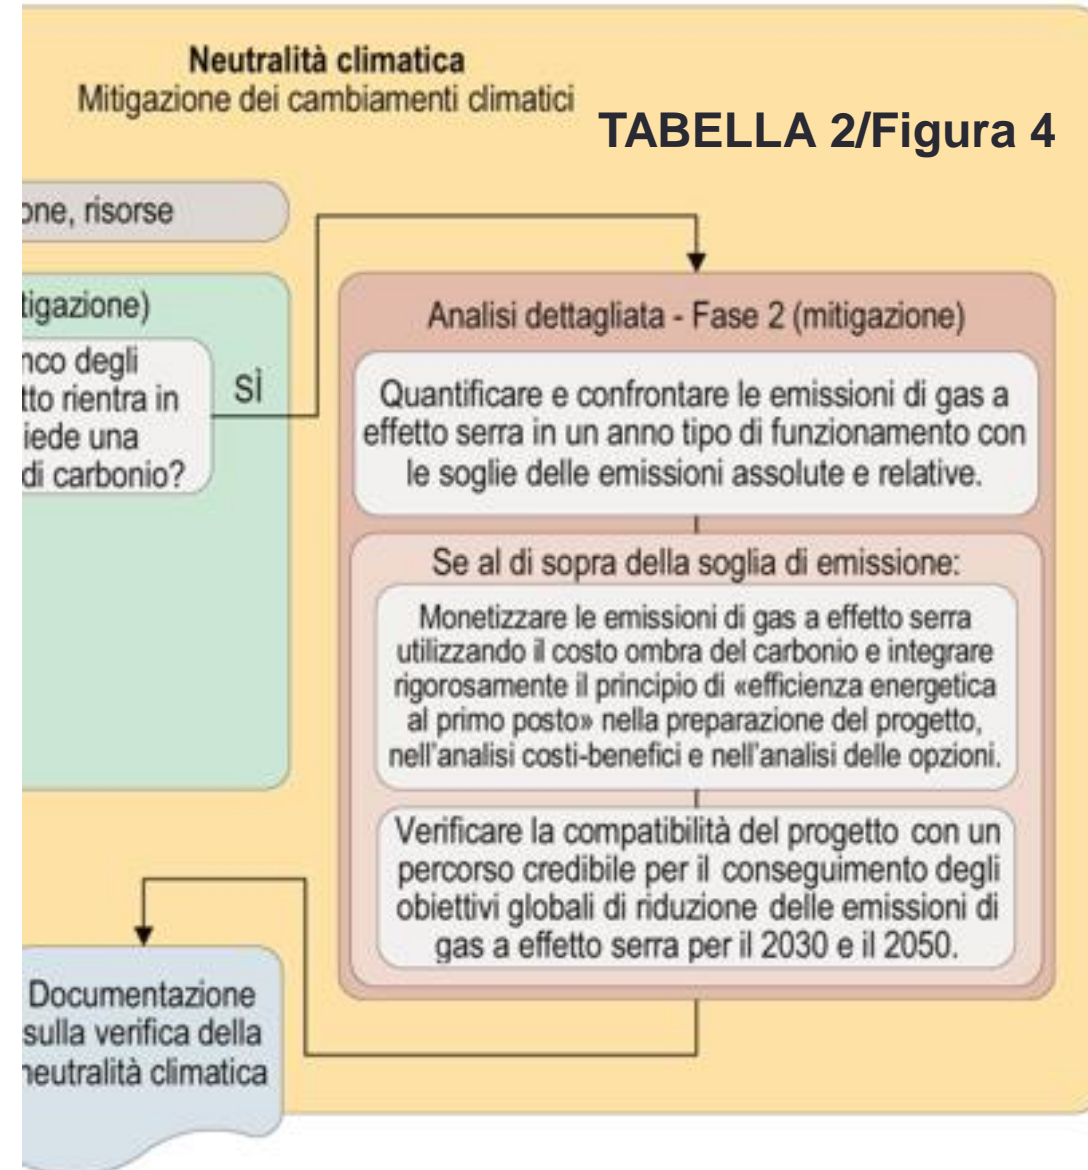 Neutralità climatica
Mitigazione dei cambiamenti climatici
TABELLA 2/Figura 4
one, risorse
tigazione)
nco degli
tto rientra in
iede una
di carbonio?
SÌ
Analisi dettagliata - Fase 2 (mitigazione)
Quantificare e confrontare le emissioni di gas a
effetto serra in un anno tipo di funzionamento con
le soglie delle emissioni assolute e relative.
Se al di sopra della soglia di emissione:
Monetizzare le emissioni di gas a effetto serra
utilizzando il costo ombra del carbonio e integrare
rigorosamente il principio di «efficienza energetica
al primo posto» nella preparazione del progetto,
nell'analisi costi-benefici e nell'analisi delle opzioni.
Verificare la compatibilità del progetto con un
percorso credibile per il conseguimento degli
obiettivi globali di riduzione delle emissioni di
gas a effetto serra per il 2030 e il 2050.
Documentazione
sulla verifica della
neutralità climatica